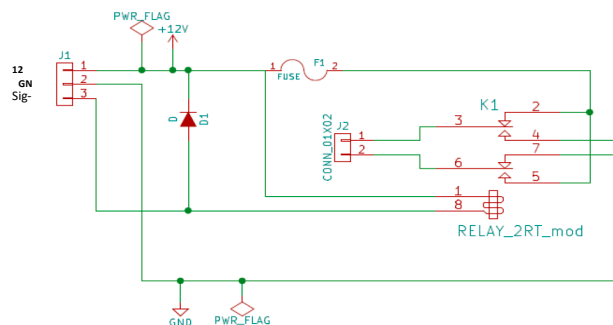 PWR_FLAG
+12V
J1
12
GN
Sig-
1
2
3
D
D1
1
FUSE
F1
2
J2
CONN_01X02
1
2
K1
3
2
4
6
7
5
1
8
RELAY_2RT_mod
GND
PWR_FLAG